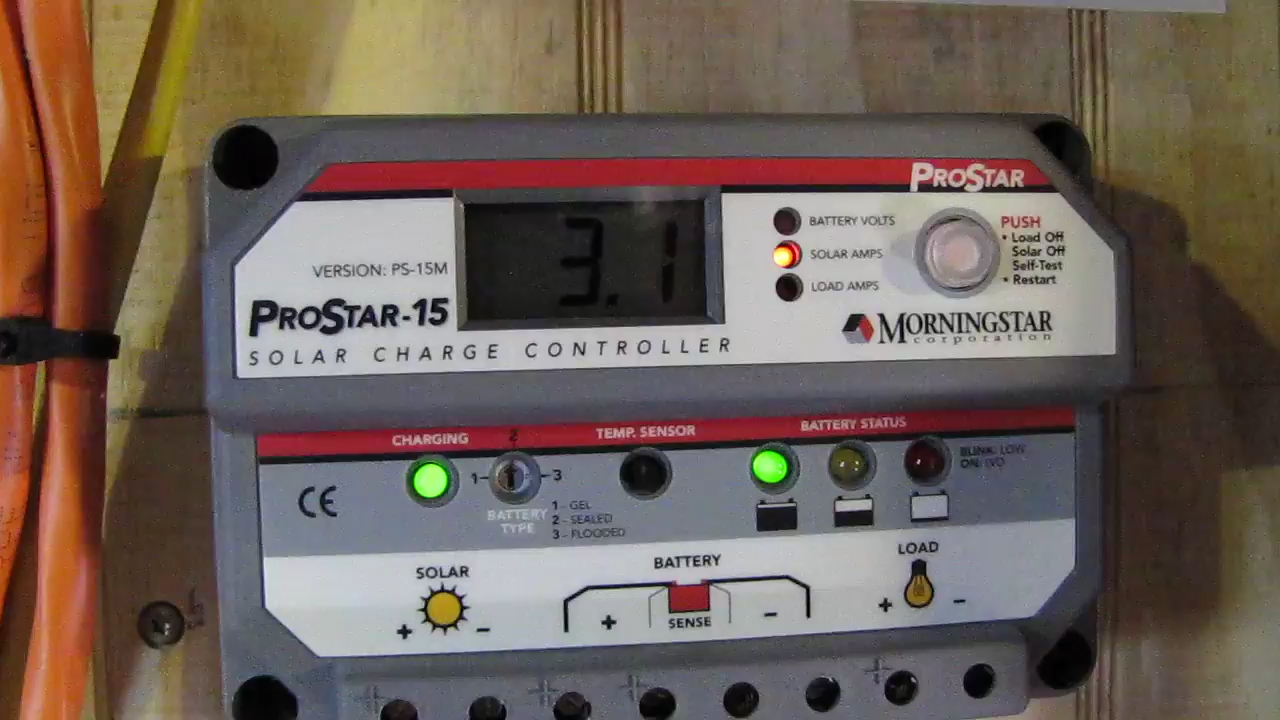 PROSTAR
3.1
BATTERY VOLTS
SOLAR AMPS
LOAD AMPS
PUSH
• Load Off
Solar Off
Self-Test
• Restart
VERSION: PS-15M
PROSTAR-15
SOLAR CHARGE CONTROLLER
MORNINGSTAR
corporation
CHARGING
TEMP. SENSOR
BATTERY STATUS
2
1
3
BLINK: LOW
ON: LVD
CE
BATTERY
TYPE
1 - GEL
2 - SEALED
3 - FLOODED
SOLAR
BATTERY
LOAD
+
−
+
SENSE
−
+
−